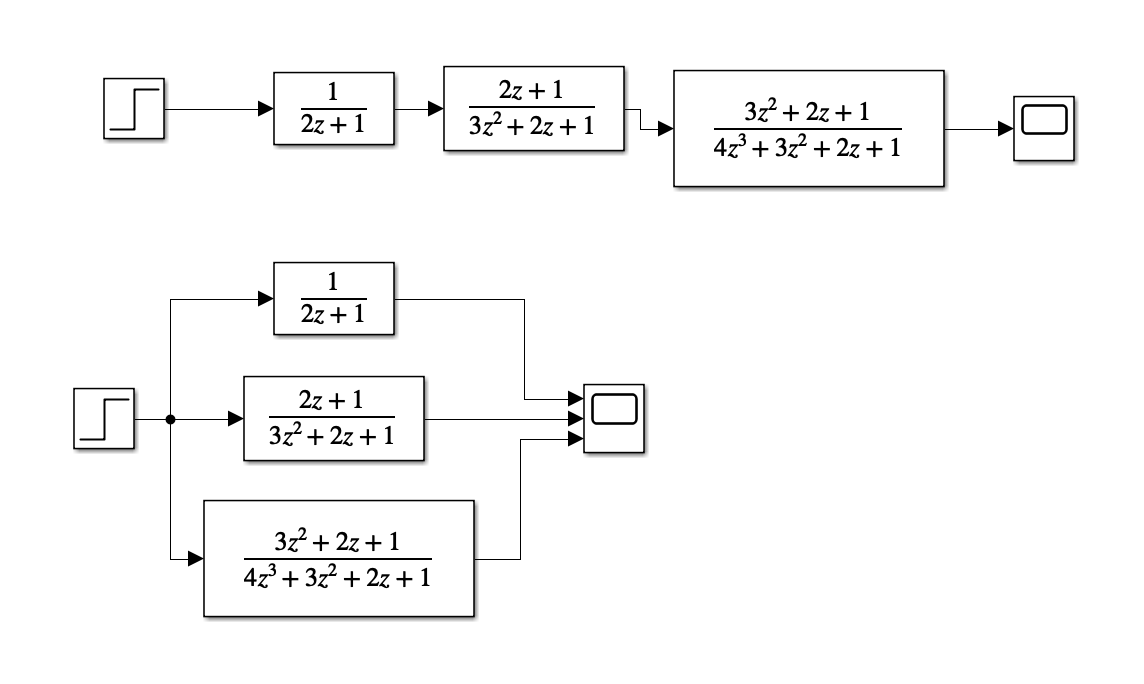 1
2z + 1
2z + 1
3z² + 2z + 1
3z² + 2z + 1
4z³ + 3z² + 2z + 1
1
2z + 1
2z + 1
3z² + 2z + 1
3z² + 2z + 1
4z³ + 3z² + 2z + 1